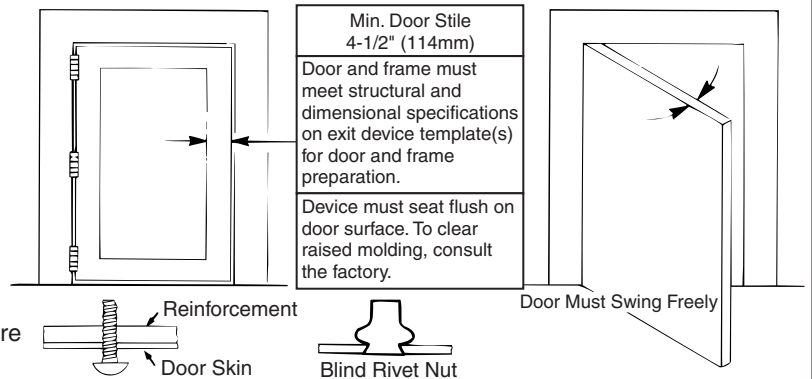 Min. Door Stile
4-1/2" (114mm)
Door and frame must
meet structural and
dimensional specifications
on exit device template(s)
for door and frame
preparation.
Device must seat flush on
door surface. To clear
raised molding, consult
the factory.
Door Must Swing Freely
re
Reinforcement
Door Skin
Blind Rivet Nut